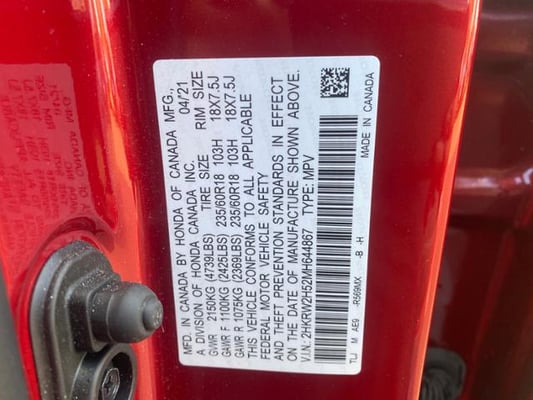 MFD. IN CANADA BY HONDA OF CANADA MFG.,
A DIVISION OF HONDA CANADA INC. 04/21
TIRE SIZE RIM SIZE
GVWR 2150KG (4739LBS)
GAWR F 1100KG (2425LBS) 235/60R18 103H 18X7.5J
GAWR R 1075KG (2369LBS) 235/60R18 103H 18X7.5J
THIS VEHICLE CONFORMS TO ALL APPLICABLE
FEDERAL MOTOR VEHICLE SAFETY
AND THEFT PREVENTION STANDARDS IN EFFECT
ON THE DATE OF MANUFACTURE SHOWN ABOVE.
V.I.N.: 2HKRW2H52MH644867 TYPE: MPV
TLJ M AE9 -R569MX -B -H
MADE IN CANADA